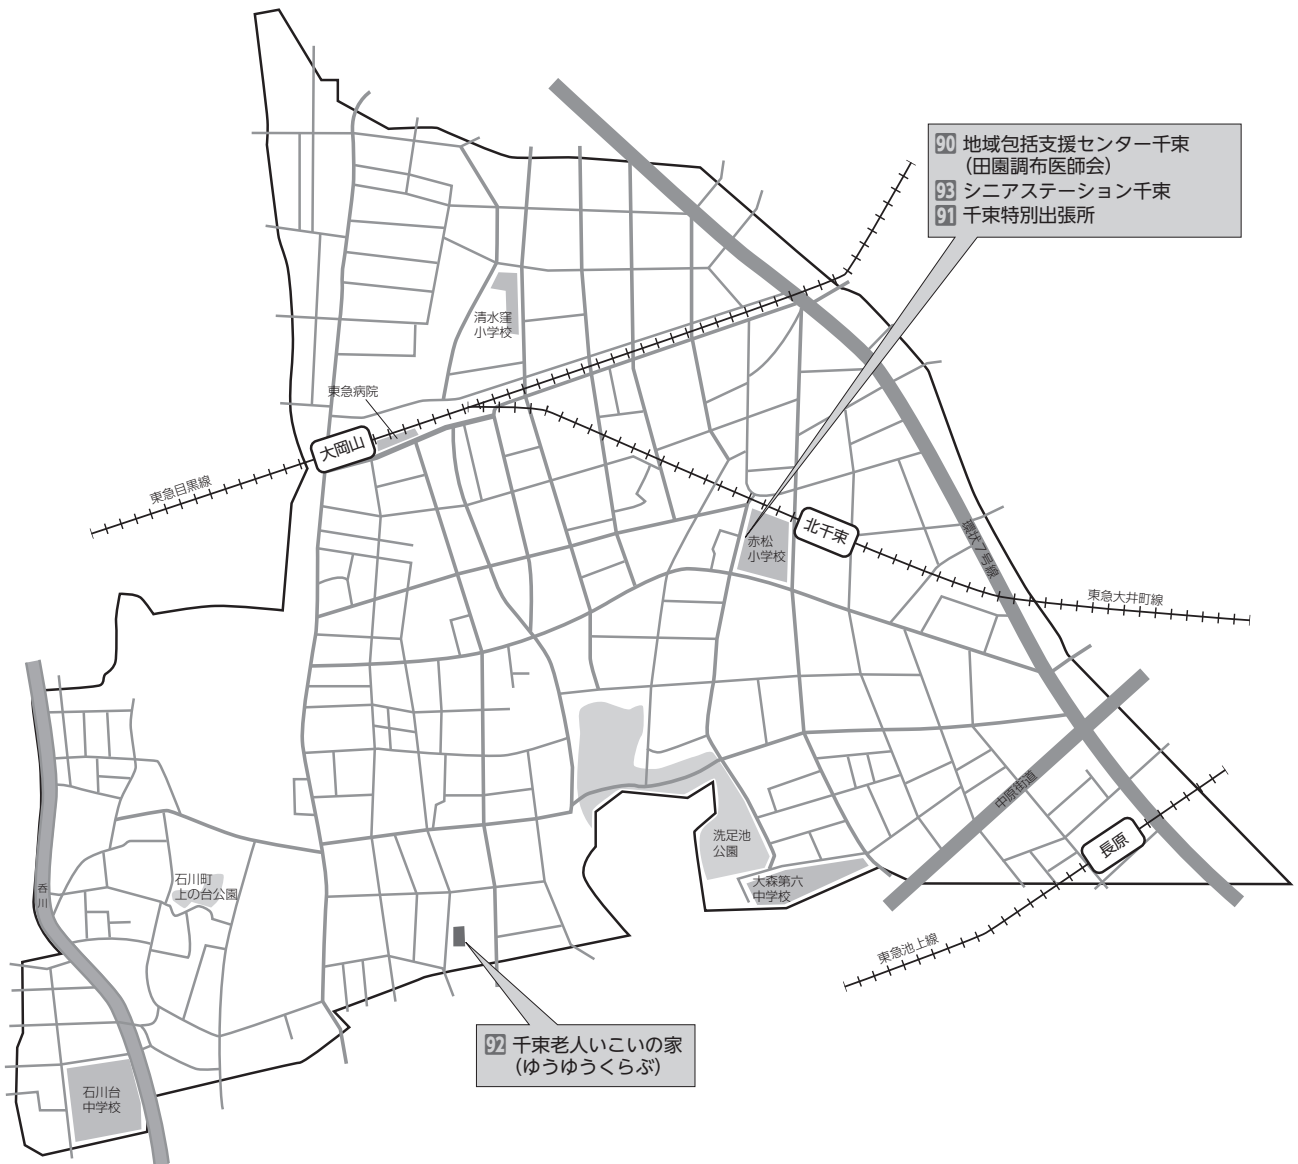 90 地域包括支援センター千束
（田園調布医師会）
93 シニアステーション千束
91 千束特別出張所
清水窪
小学校
東急病院
大岡山
東急目黒線
赤松
小学校
北千束
環状7号線
東急大井町線
中原街道
長原
洗足池
公園
大森第六
中学校
東急池上線
石川町
上の台公園
呑川
92 千束老人いこいの家
（ゆうゆうくらぶ）
石川台
中学校